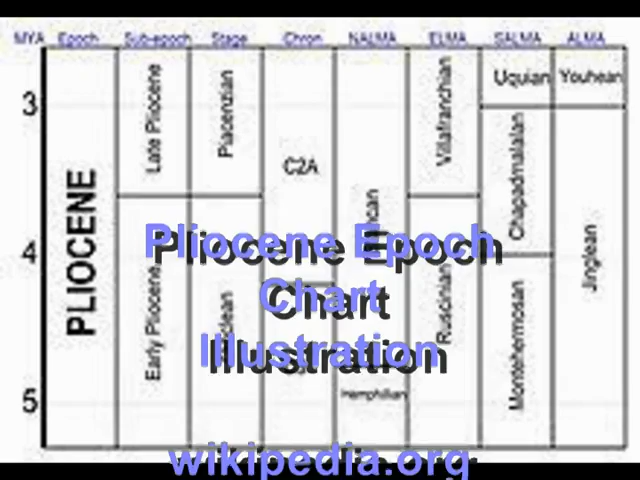 MYA Epoch Sub-epoch Stage Chron NALMA ELMA SALMA ALMA
3
4
5
PLIOCENE
Late Pliocene
Early Pliocene
Piacenzian
C2A
Hemphillian
Villafranchian
Ruscinian
Uquian
Chapadmalalan
Montehermosan
Youhean
Jinglean
Pliocene Epoch
Chart
Illustration
wikipedia.org